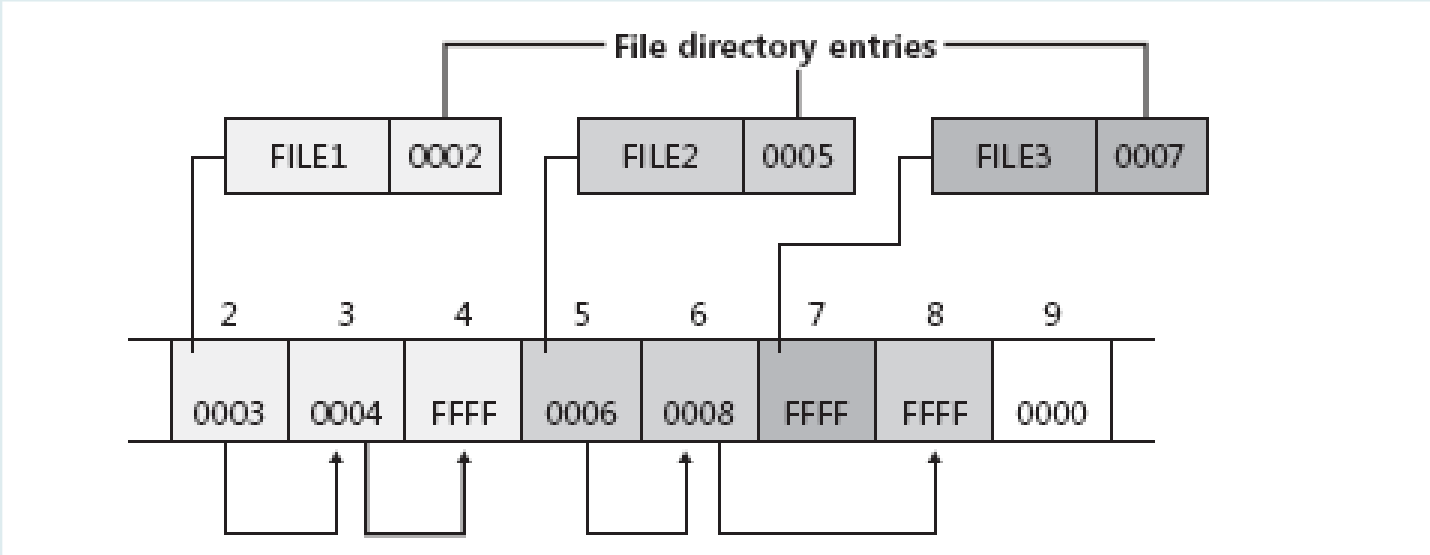 File directory entries
FILE1 0002 FILE2 0005 FILE3 0007
2 3 4 5 6 7 8 9
0003 0004 FFFF 0006 0008 FFFF FFFF 0000